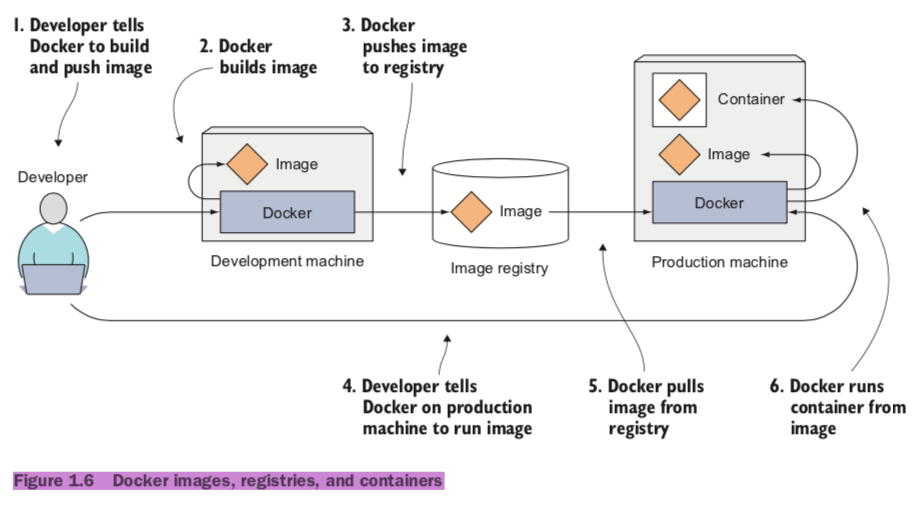 1. Developer tells
Docker to build
and push image
2. Docker
builds image
3. Docker
pushes image
to registry
Developer
Image
Docker
Development machine
Image
Image registry
Container
Image
Docker
Production machine
4. Developer tells
Docker on production
machine to run image
5. Docker pulls
image from
registry
6. Docker runs
container from
image
Figure 1.6 Docker images, registries, and containers